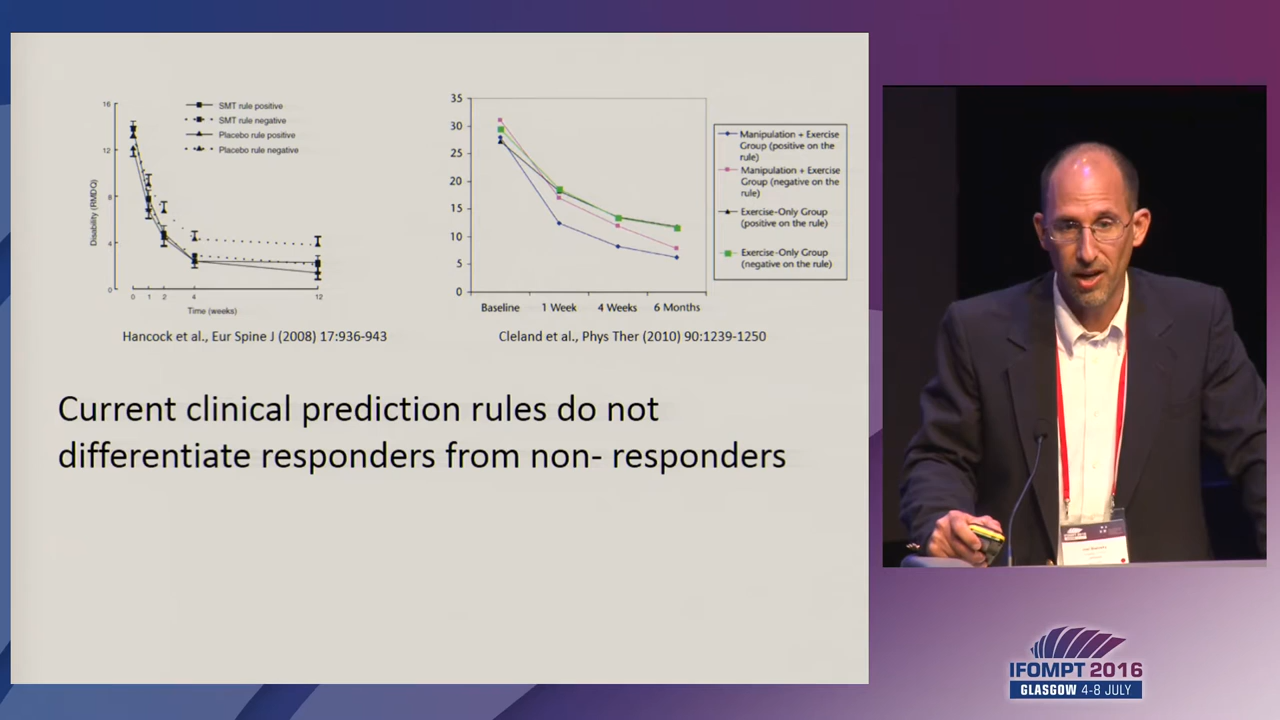 16
12
8
4
0
Disability (RMDQ)
SMT rule positive
SMT rule negative
Placebo rule positive
Placebo rule negative
0 1 2 4 12
Time (weeks)
Hancock et al., Eur Spine J (2008) 17:936-943
35
30
25
20
15
10
5
0
Baseline 1 Week 4 Weeks 6 Months
Manipulation + Exercise
Group (positive on the
rule)
Manipulation + Exercise
Group (negative on the
rule)
Exercise-Only Group
(positive on the rule)
Exercise-Only Group
(negative on the rule)
Cleland et al., Phys Ther (2010) 90:1239-1250
Current clinical prediction rules do not
differentiate responders from non- responders
IFOMPT 2016
IFOMPT 2016
GLASGOW 4-8 JULY